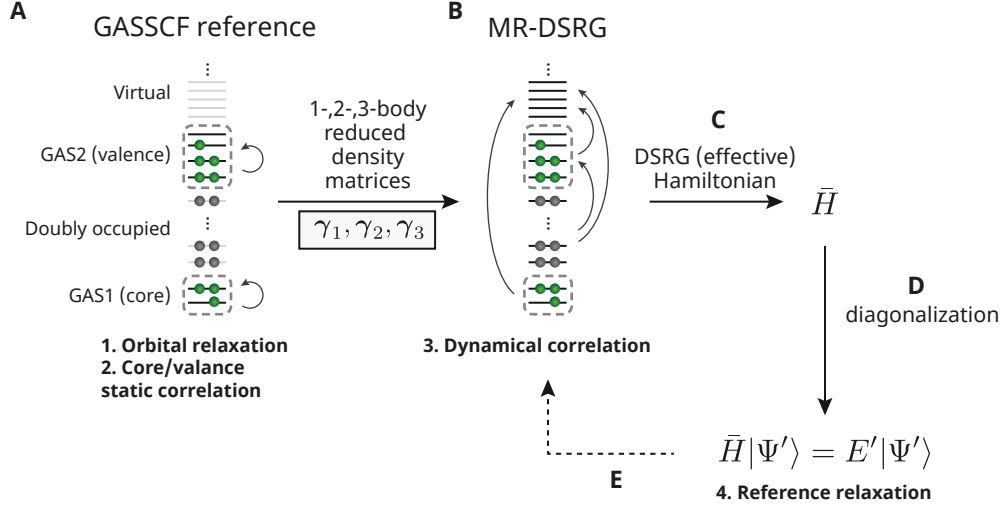 A
GASSCF reference
Virtual
GAS2 (valence)
Doubly occupied
GAS1 (core)
1. Orbital relaxation
2. Core/valance
static correlation
1-,2-,3-body
reduced
density
matrices
γ₁, γ₂, γ₃
B
MR-DSRG
3. Dynamical correlation
C
DSRG (effective)
Hamiltonian
H̄
D
diagonalization
H̄|Ψ′⟩ = E′|Ψ′⟩
4. Reference relaxation
E